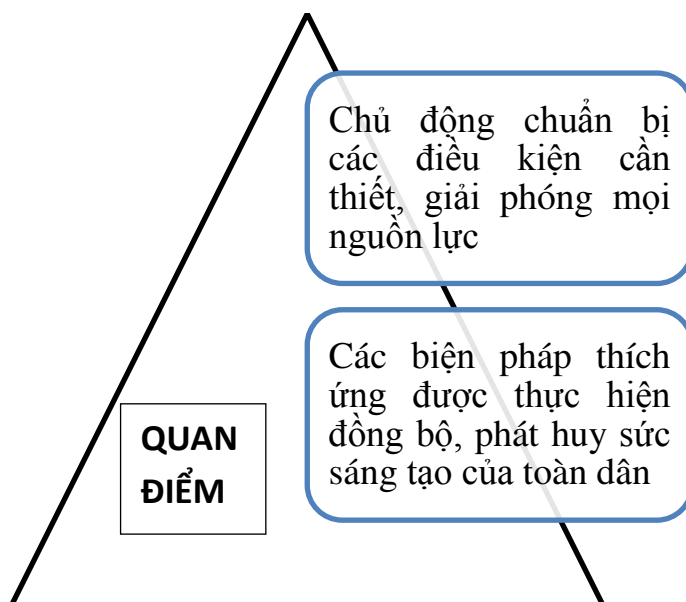 Chủ động chuẩn bị
các điều kiện cần
thiết, giải phóng mọi
nguồn lực
Các biện pháp thích
ứng được thực hiện
đồng bộ, phát huy sức
sáng tạo của toàn dân
QUAN
ĐIỂM